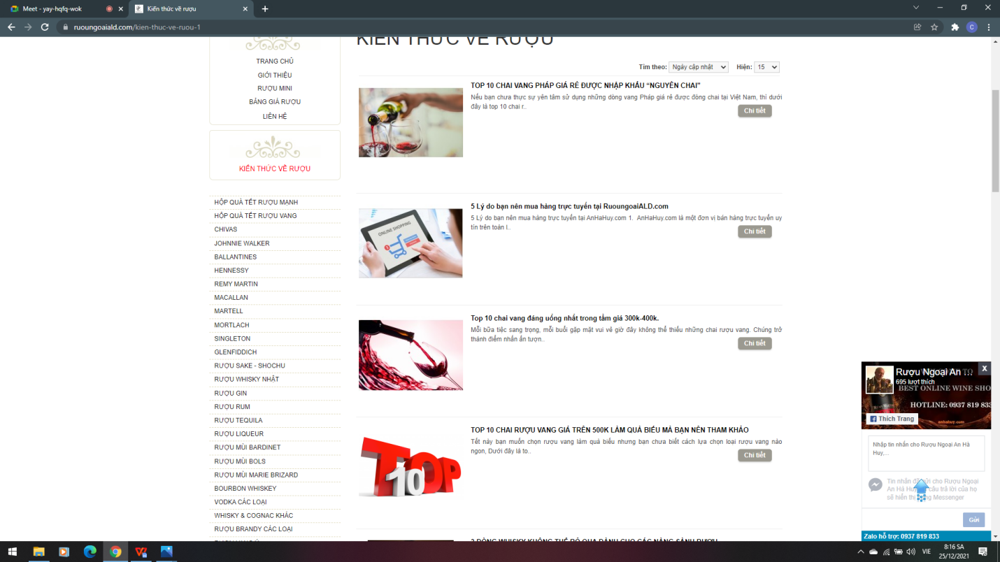 Meet - yay-hqfq-wok
Kiến thức về rượu
ruoungoaiald.com/kien-thuc-ve-ruou-1
C
KIẾN THỨC VỀ RƯỢU
TRANG CHỦ
GIỚI THIỆU
RƯỢU MINI
BẢNG GIÁ RƯỢU
LIÊN HỆ
KIẾN THỨC VỀ RƯỢU
HỘP QUÀ TẾT RƯỢU MẠNH
HỘP QUÀ TẾT RƯỢU VANG
CHIVAS
JOHNNIE WALKER
BALLANTINES
HENNESSY
REMY MARTIN
MACALLAN
MARTELL
MORTLACH
SINGLETON
GLENFIDDICH
RƯỢU SAKE - SHOCHU
RƯỢU WHISKY NHẬT
RƯỢU GIN
RƯỢU RUM
RƯỢU TEQUILA
RƯỢU LIQUEUR
RƯỢU MÙI BARDINET
RƯỢU MÙI BOLS
RƯỢU MÙI MARIE BRIZARD
BOURBON WHISKEY
VODKA CÁC LOẠI
WHISKY & COGNAC KHÁC
RƯỢU BRANDY CÁC LOẠI
Tìm theo: Ngày cập nhật Hiện: 15
TOP 10 CHAI VANG PHÁP GIÁ RẺ ĐƯỢC NHẬP KHẨU “NGUYÊN CHAI”
Nếu bạn chưa thực sự yên tâm sử dụng những dòng vang Pháp giá rẻ được đóng chai tại Việt Nam, thì dưới
đây là top 10 chai r..
Chi tiết
5 Lý do bạn nên mua hàng trực tuyến tại RuoungoaiALD.com
5 Lý do bạn nên mua hàng trực tuyến tại AnHaHuy.com 1. AnHaHuy.com là một đơn vị bán hàng trực tuyến uy
tín trên toàn l..
Chi tiết
ONLINE SHOPPING
Top 10 chai vang đáng uống nhất trong tầm giá 300k-400k.
Mỗi bữa tiệc sang trọng, mỗi buổi gặp mặt vui vẻ giờ đây không thể thiếu những chai rượu vang. Chúng trở
thành điểm nhấn ấn tượn..
Chi tiết
TOP 10 CHAI RƯỢU VANG GIÁ TRÊN 500K LÀM QUÀ BIẾU MÀ BẠN NÊN THAM KHẢO
Tết này bạn muốn chọn rượu vang làm quà biếu nhưng bạn chưa biết cách lựa chọn loại rượu vang nào
ngon, Dưới đây là to..
Chi tiết
TOP
10
3 DÒNG WHISKY KHÔNG THỂ BỎ QUA DÀNH CHO CÁC NÀNG SÀNH RƯỢU
X
Rượu Ngoại An ...
695 lượt thích
BEST ONLINE WINE SHO
HOTLINE: 0937 819 833
Thích Trang
anhahuy.com
Nhập tin nhắn cho Rượu Ngoại An Hà
Huy,...
Tin nhắn gửi cho Rượu Ngoại
An Hà Huy câu trả lời của họ
sẽ hiển thị Messenger
Gửi
Zalo hỗ trợ: 0937 819 833
VIE
8:16 SA
25/12/2021